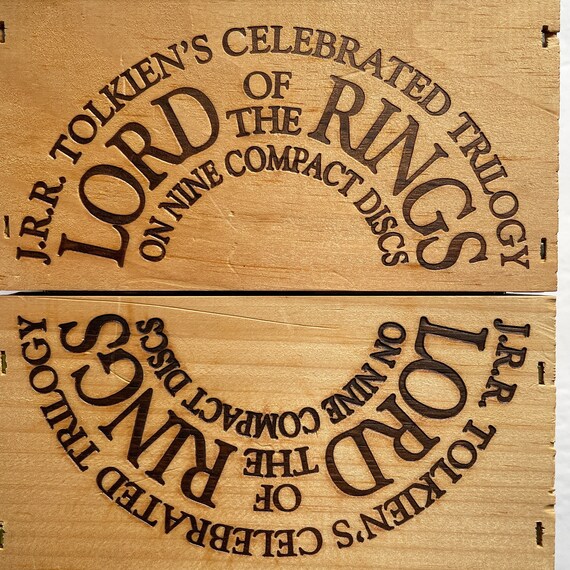 J.R.R. TOLKIEN'S CELEBRATED TRILOGY
LORD OF THE RINGS
ON NINE COMPACT DISCS
J.R.R. TOLKIEN'S CELEBRATED TRILOGY
LORD OF THE RINGS
ON NINE COMPACT DISCS